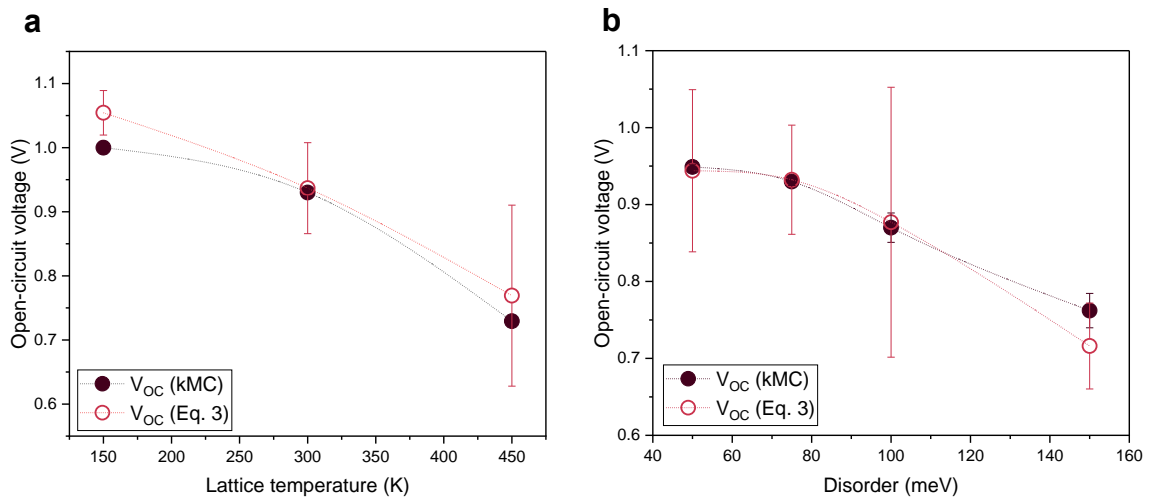 a
1.1
1.0
0.9
0.8
0.7
0.6
Open-circuit voltage (V)
V_OC (kMC)
V_OC (Eq. 3)
150 200 250 300 350 400 450
Lattice temperature (K)
b
1.1
1.0
0.9
0.8
0.7
0.6
Open-circuit voltage (V)
V_OC (kMC)
V_OC (Eq. 3)
40 60 80 100 120 140 160
Disorder (meV)